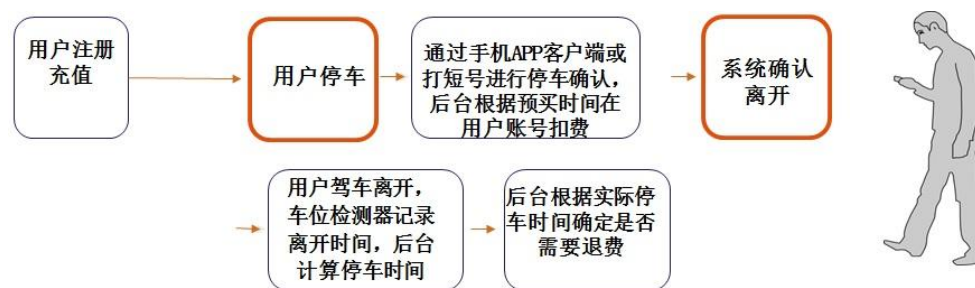 用户注册
充值
用户停车
通过手机APP客户端或
打短号进行停车确认，
后台根据预买时间在
用户账号扣费
系统确认
离开
用户驾车离开，
车位检测器记录
离开时间，后台
计算停车时间
后台根据实际停
车时间确定是否
需要退费